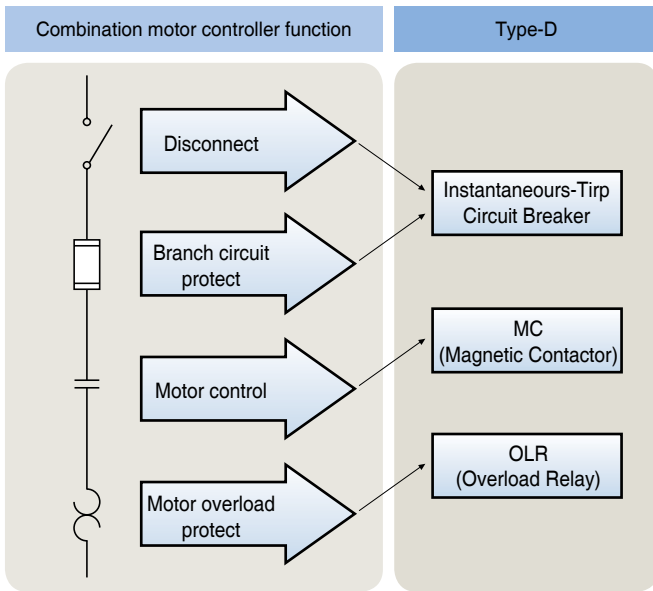 Combination motor controller function
Type-D
Disconnect
Instantaneours-Tirp
Circuit Breaker
Branch circuit
protect
MC
(Magnetic Contactor)
Motor control
OLR
(Overload Relay)
Motor overload
protect